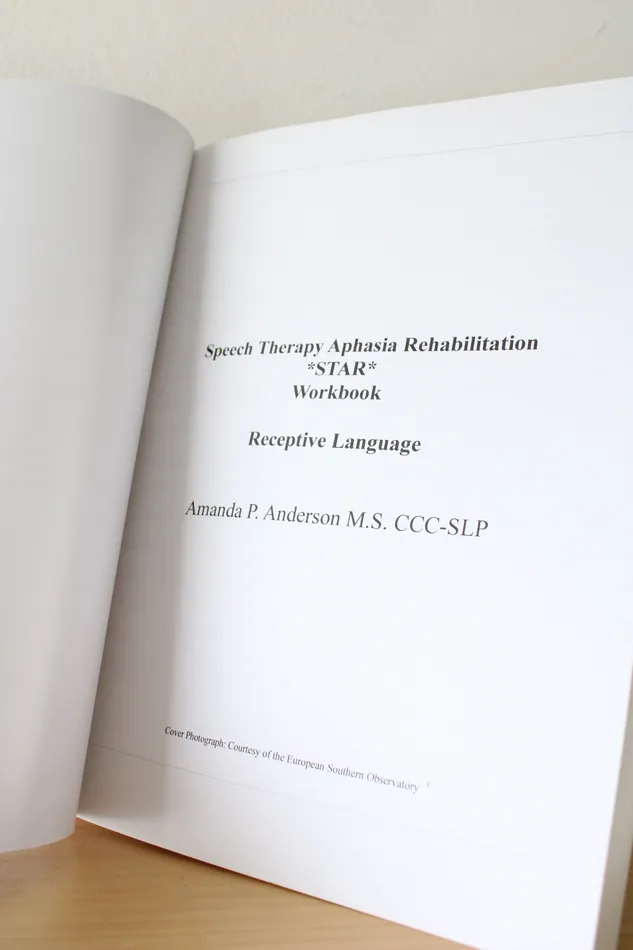 Speech Therapy Aphasia Rehabilitation
*STAR*
Workbook
Receptive Language
Amanda P. Anderson M.S. CCC-SLP
Cover Photograph: Courtesy of the European Southern Observatory